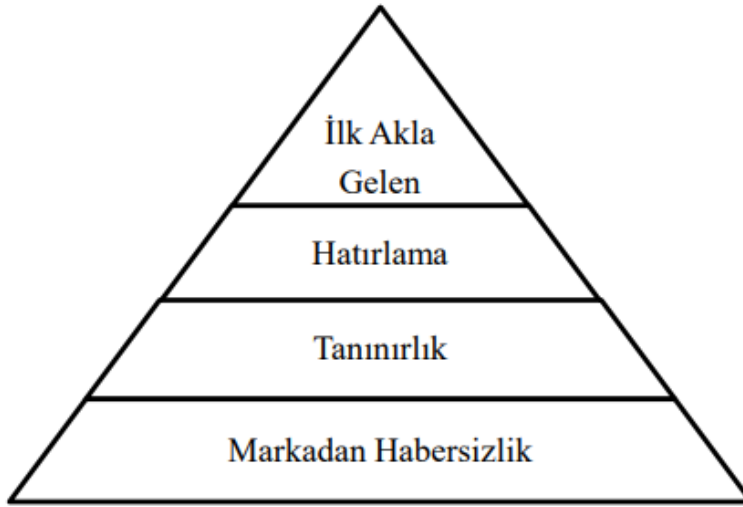 İlk Akla
Gelen
Hatırlama
Tanınırlık
Markadan Habersizlik